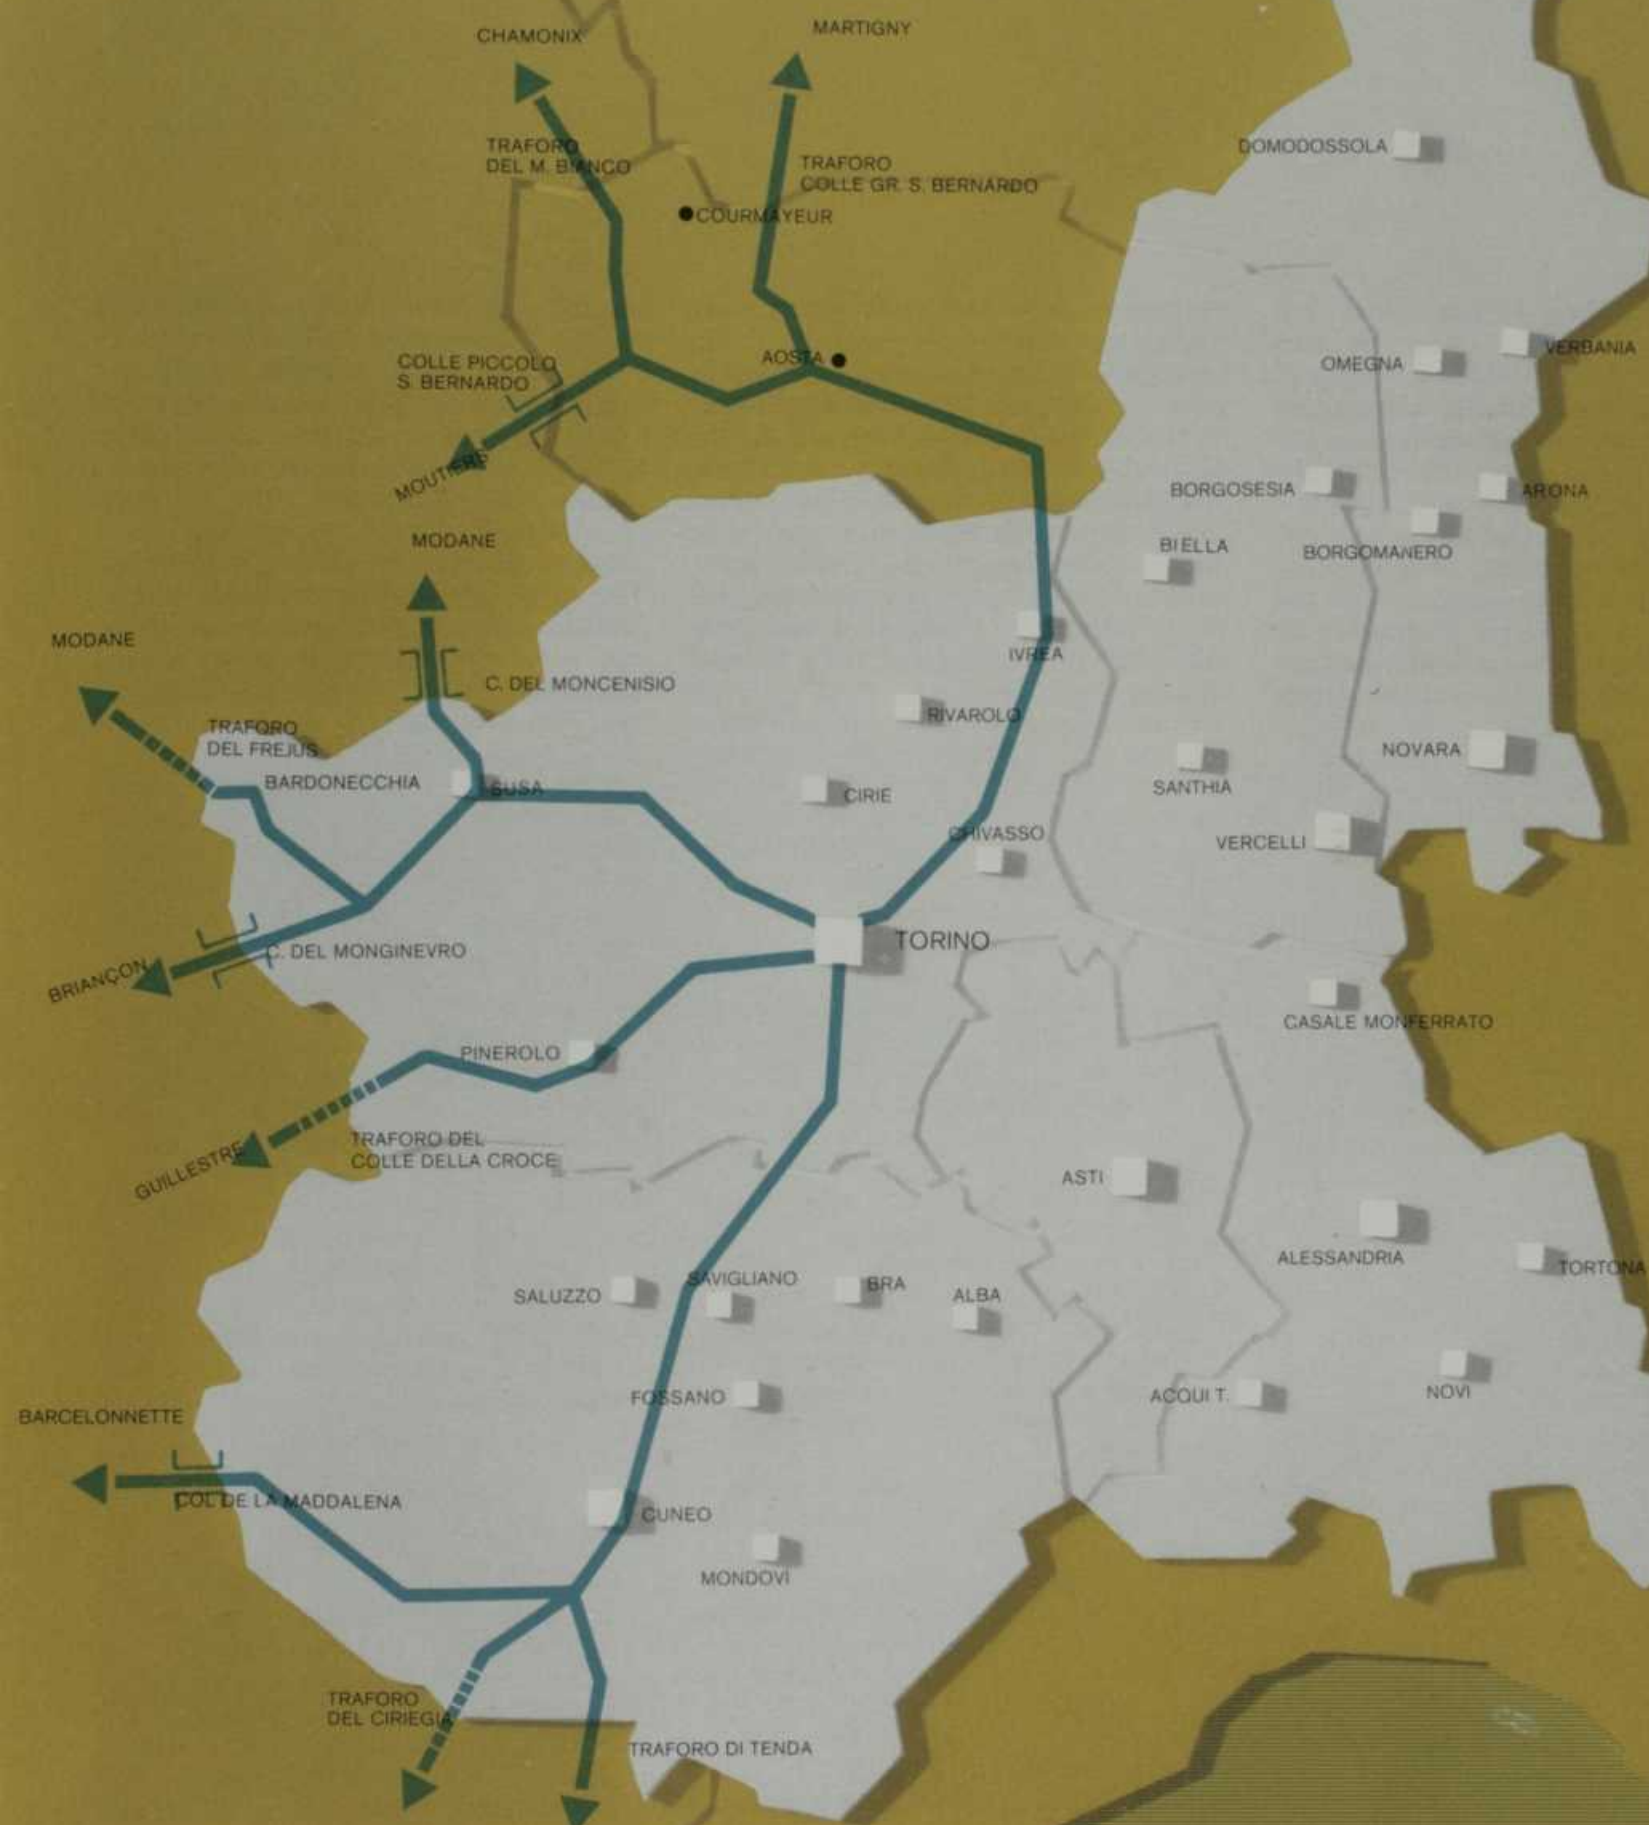 CHAMONIX
MARTIGNY
TRAFORO
DEL M. BIANCO
TRAFORO
COLLE GR. S. BERNARDO
DOMODOSSOLA
COURMAYEUR
COLLE PICCOLO
S. BERNARDO
AOSTA
OMEGNA
VERBANIA
MOUTIERS
BORGOSESIA
ARONA
MODANE
BIELLA
BORGOMANERO
MODANE
IVREA
C. DEL MONCENISIO
RIVAROLO
TRAFORO
DEL FREJUS
BARDONECCHIA
SUSA
CIRIE
SANTHIÀ
NOVARA
CHIVASSO
VERCELLI
TORINO
C. DEL MONGINEVRO
BRIANÇON
CASALE MONFERRATO
PINEROLO
TRAFORO DEL
COLLE DELLA CROCE
GUILLESTRE
ASTI
ALESSANDRIA
TORTONA
SALUZZO
SAVIGLIANO
BRA
ALBA
FOSSANO
ACQUI T.
NOVI
BARCELONNETTE
COL DE LA MADDALENA
CUNEO
MONDOVÌ
TRAFORO
DEL CIRIEGIA
TRAFORO DI TENDA